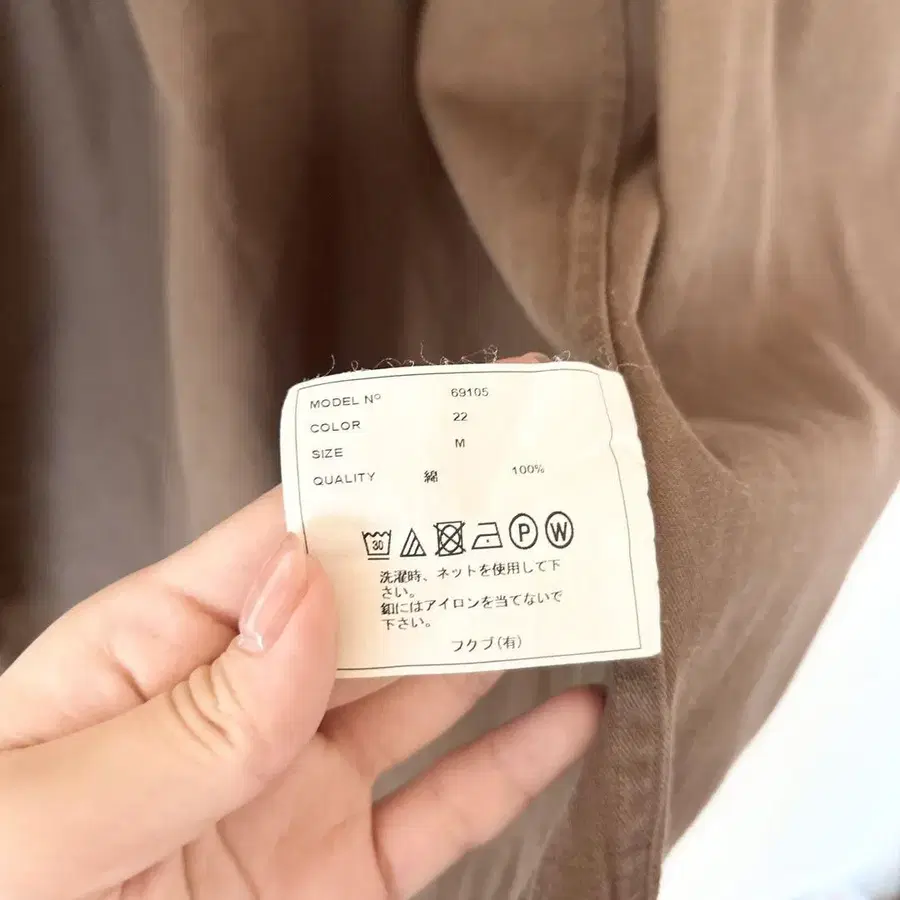 MODEL Nº 69105
COLOR 22
SIZE M
QUALITY 綿 100%
30 P W
洗濯時、ネットを使用して下
さい。
釦にはアイロンを当てないで
下さい。
フクブ(有)